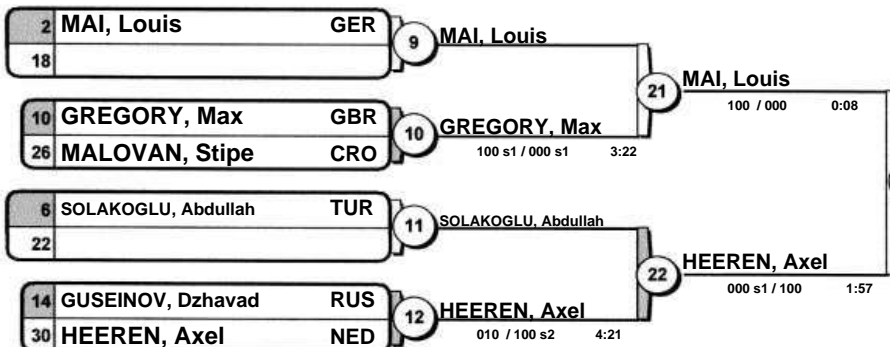 2 MAI, Louis GER
18
9 MAI, Louis
10 GREGORY, Max GBR
26 MALOVAN, Stipe CRO
10 GREGORY, Max
100 s1 / 000 s1 3:22
21 MAI, Louis
100 / 000 0:08
6 SOLAKOGLU, Abdullah TUR
22
11 SOLAKOGLU, Abdullah
14 GUSEINOV, Dzhavad RUS
30 HEEREN, Axel NED
12 HEEREN, Axel
010 / 100 s2 4:21
22 HEEREN, Axel
000 s1 / 100 1:57